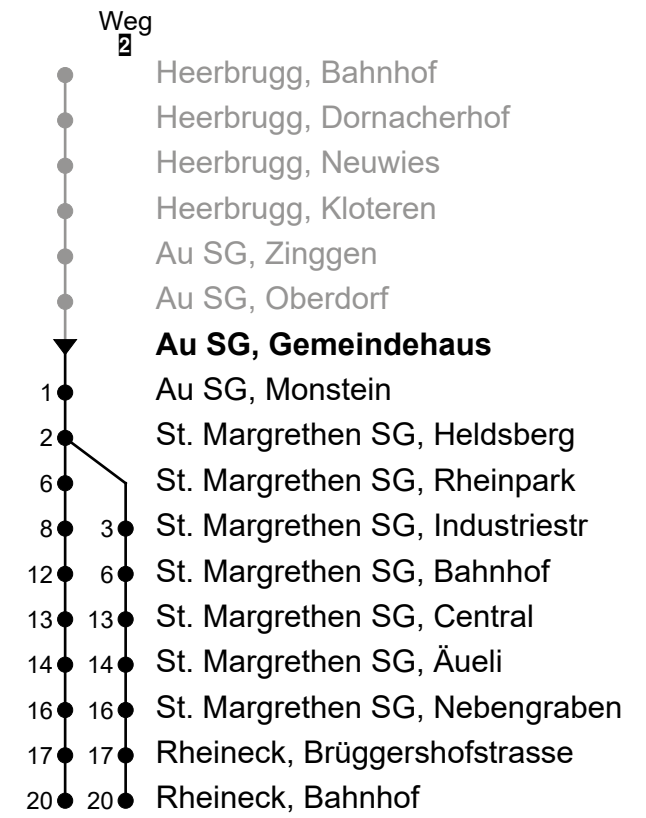 Weg
2
Heerbrugg, Bahnhof
Heerbrugg, Dornacherhof
Heerbrugg, Neuwies
Heerbrugg, Kloteren
Au SG, Zinggen
Au SG, Oberdorf
Au SG, Gemeindehaus
1 Au SG, Monstein
2 St. Margrethen SG, Heldsberg
6 St. Margrethen SG, Rheinpark
8 3 St. Margrethen SG, Industriestr
12 6 St. Margrethen SG, Bahnhof
13 13 St. Margrethen SG, Central
14 14 St. Margrethen SG, Äueli
16 16 St. Margrethen SG, Nebengraben
17 17 Rheineck, Brüggershofstrasse
20 20 Rheineck, Bahnhof